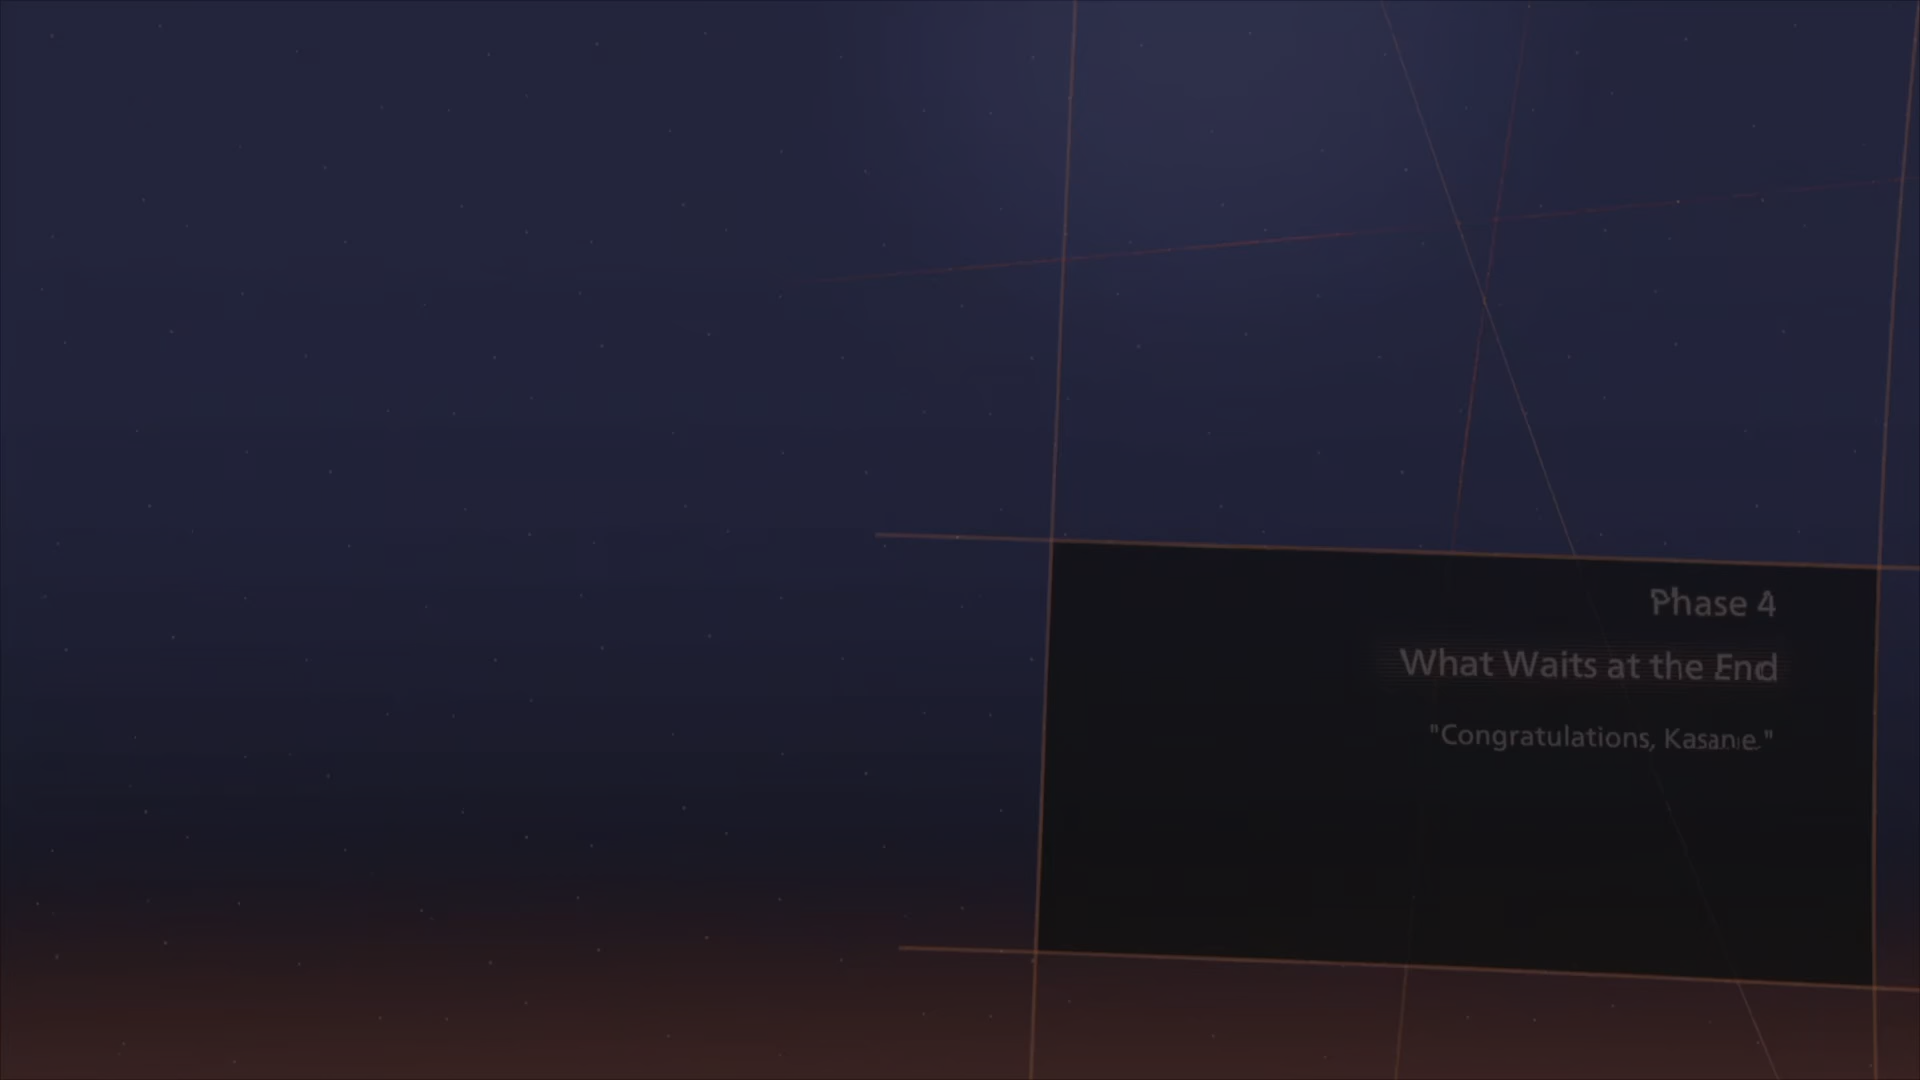 Phase 4
What Waits at the End
"Congratulations, Kasane."